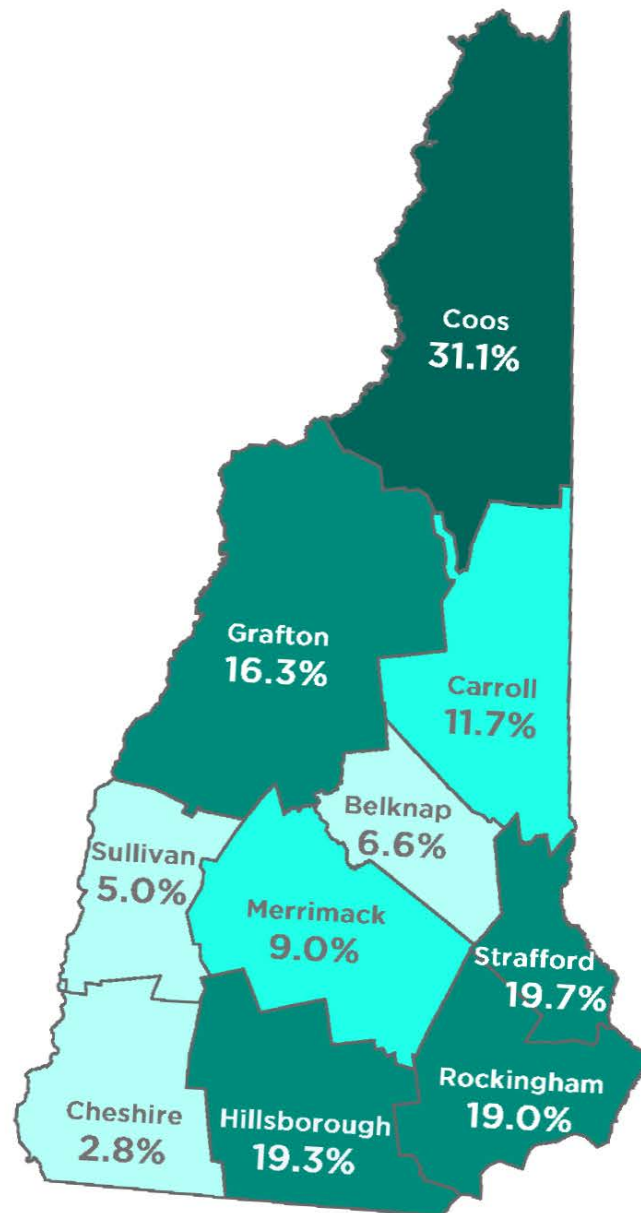 Coos
31.1%
Grafton
16.3%
Carroll
11.7%
Belknap
6.6%
Sullivan
5.0%
Merrimack
9.0%
Strafford
19.7%
Rockingham
19.0%
Cheshire
2.8%
Hillsborough
19.3%